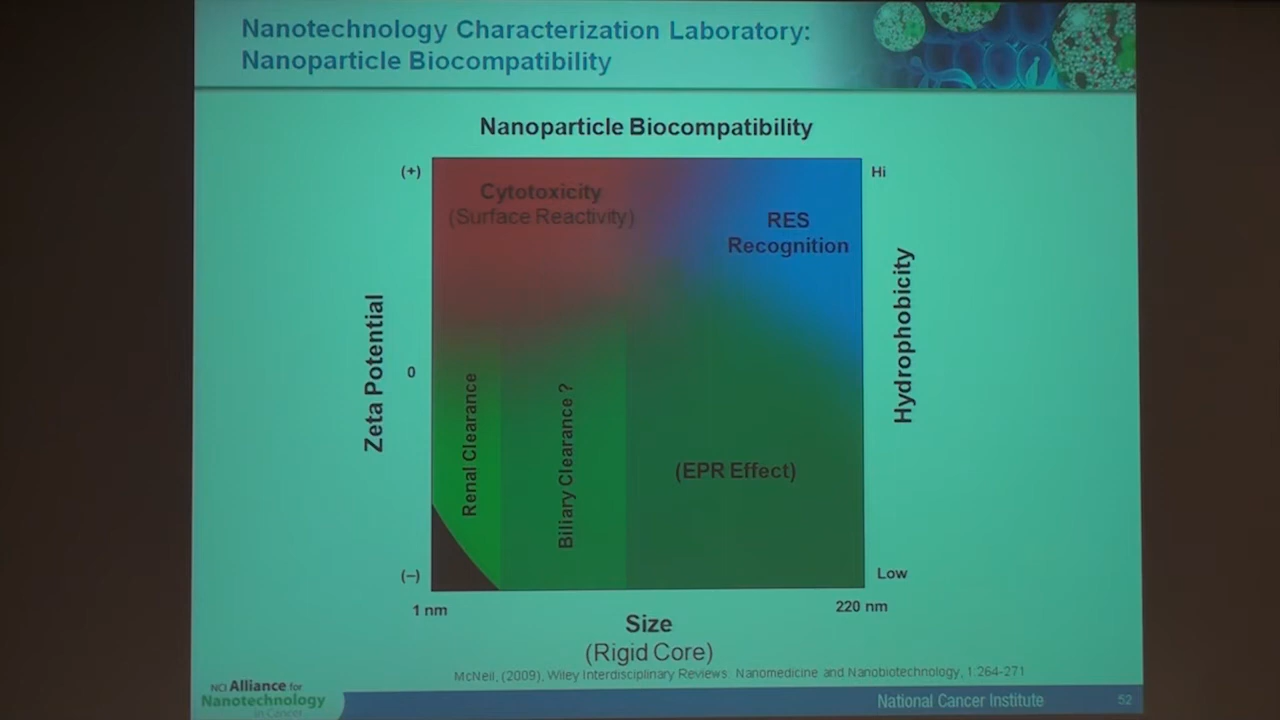 Nanotechnology Characterization Laboratory:
Nanoparticle Biocompatibility
Nanoparticle Biocompatibility
(+)
Hi
Cytotoxicity
(Surface Reactivity)
RES
Recognition
Zeta Potential
0
Hydrophobicity
Renal Clearance
Biliary Clearance ?
(EPR Effect)
(–)
Low
1 nm
220 nm
Size
(Rigid Core)
McNeil, (2009), Wiley Interdisciplinary Reviews: Nanomedicine and Nanobiotechnology, 1:264-271
NCI Alliance for
Nanotechnology
in Cancer
National Cancer Institute
52